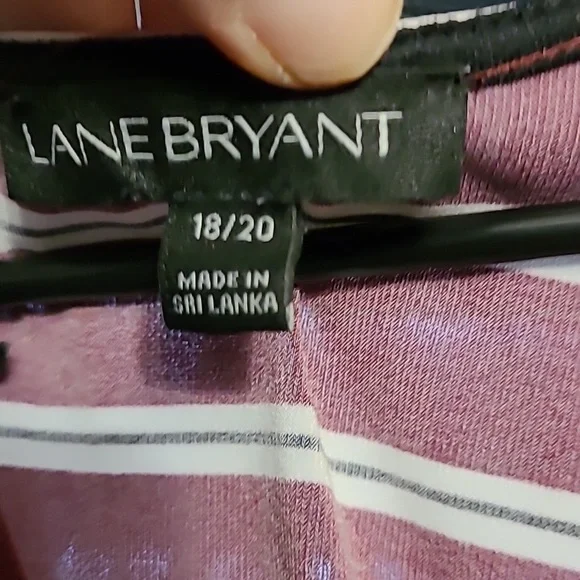 LANE BRYANT
18/20
MADE IN
SRI LANKA